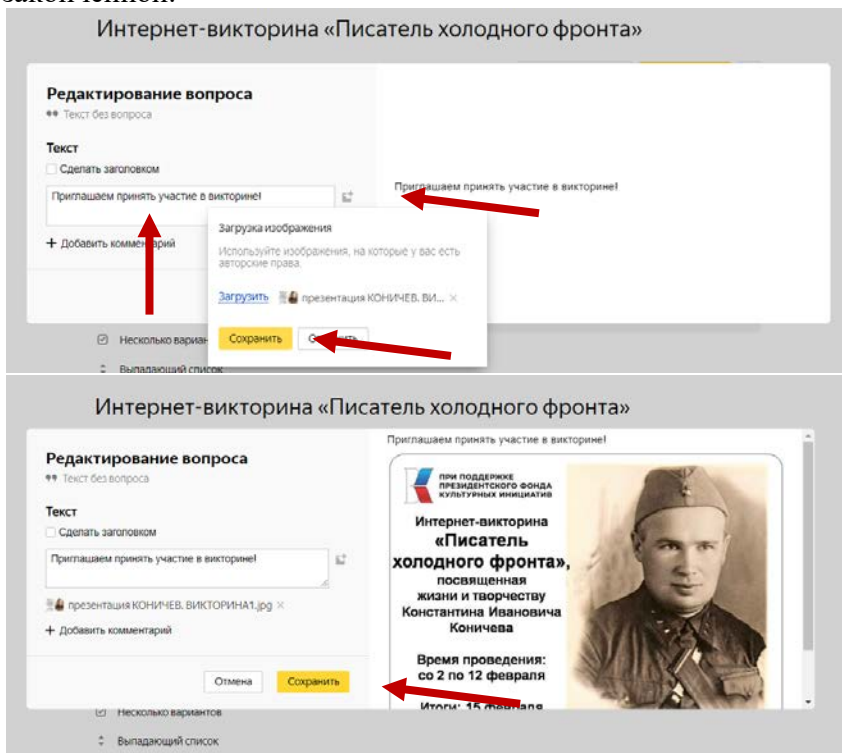 законченной.
Интернет-викторина «Писатель холодного фронта»
Редактирование вопроса
Текст без вопроса
Текст
Сделать заголовком
Приглашаем принять участие в викторине!
Приглашаем принять участие в викторине!
+ Добавить комментарий
Загрузка изображения
Используйте изображения, на которые у вас есть
авторские права.
Загрузить презентация КОНИЧЕВ. ВИ... ×
Сохранить
Несколько
Выпадающий список
Интернет-викторина «Писатель холодного фронта»
Редактирование вопроса
Текст без вопроса
Текст
Сделать заголовком
Приглашаем принять участие в викторине!
презентация КОНИЧЕВ. ВИКТОРИНА1.jpg ×
+ Добавить комментарий
Отмена Сохранить
Несколько вариантов
Выпадающий список
Приглашаем принять участие в викторине!
ПРИ ПОДДЕРЖКЕ
ПРЕЗИДЕНТСКОГО ФОНДА
КУЛЬТУРНЫХ ИНИЦИАТИВ
Интернет-викторина
«Писатель
холодного фронта»,
посвященная
жизни и творчеству
Константина Ивановича
Коничева
Время проведения:
со 2 по 12 февраля
Итоги: 15 февраля